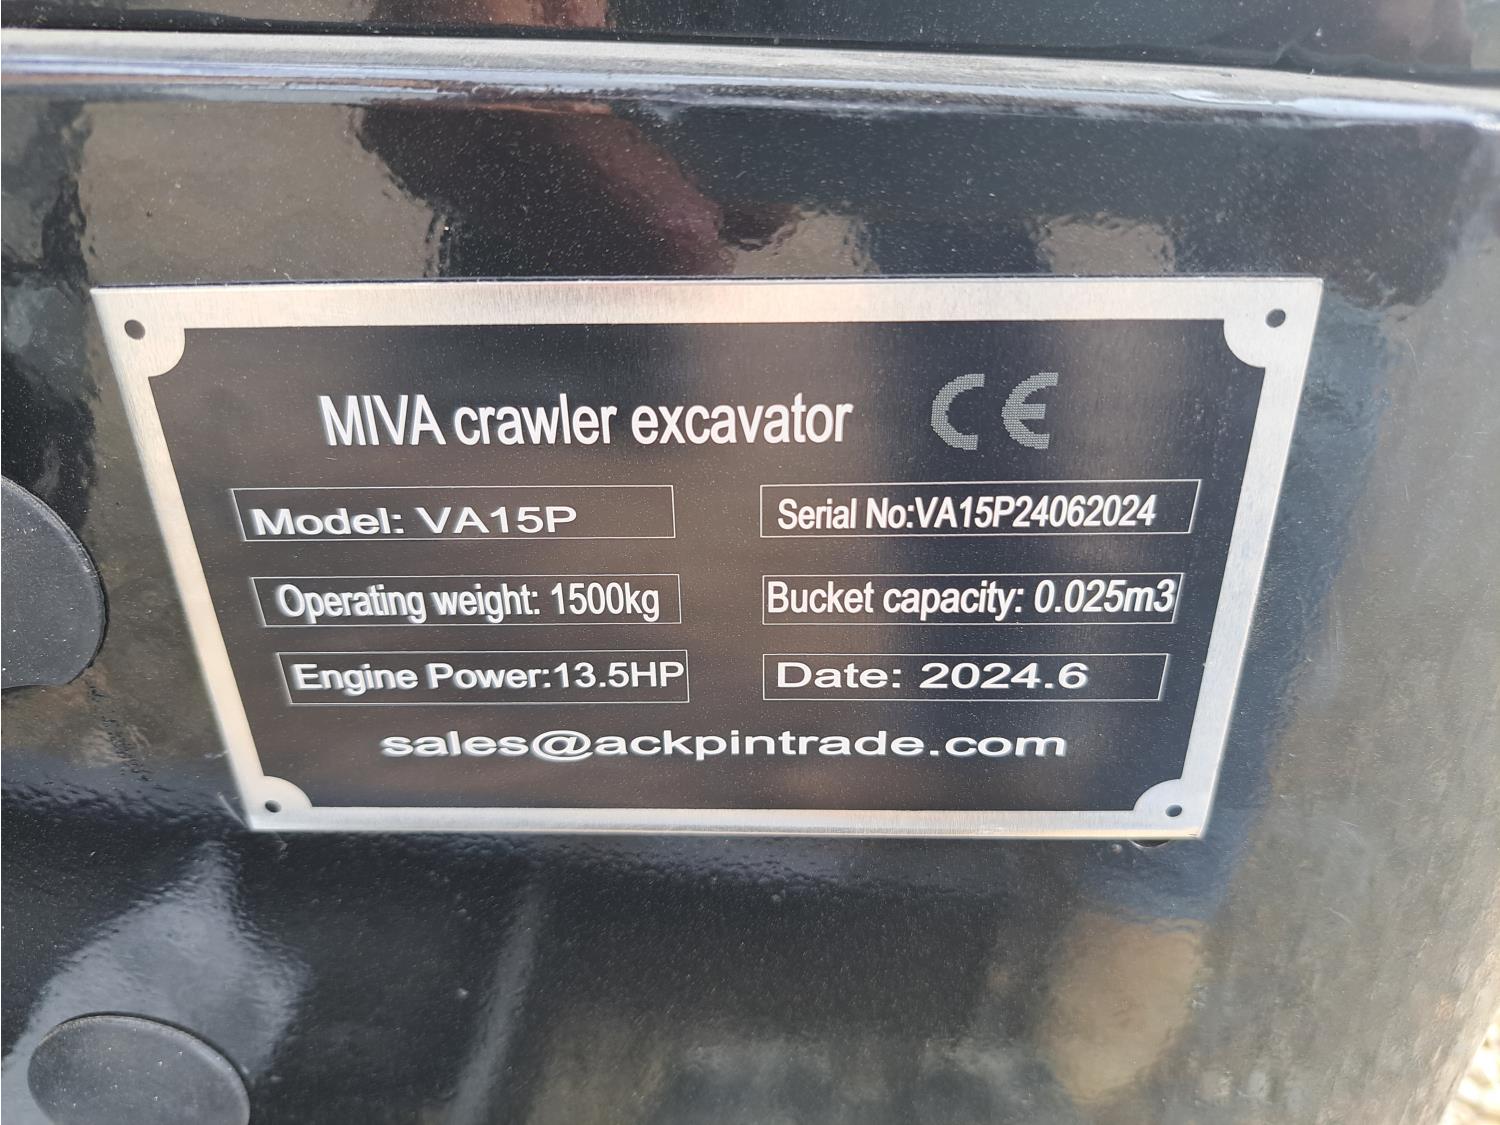 MIVA crawler excavator CE
Model: VA15P
Serial No:VA15P24062024
Operating weight: 1500kg
Bucket capacity: 0.025m3
Engine Power:13.5HP
Date: 2024.6
sales@ackpintrade.com